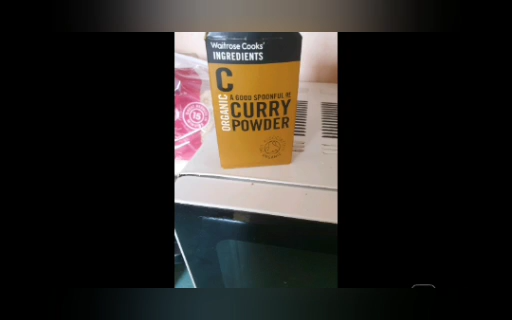 Waitrose Cooks'
INGREDIENTS
C
ORGANIC
A GOOD SPOONFUL OF
CURRY
POWDER